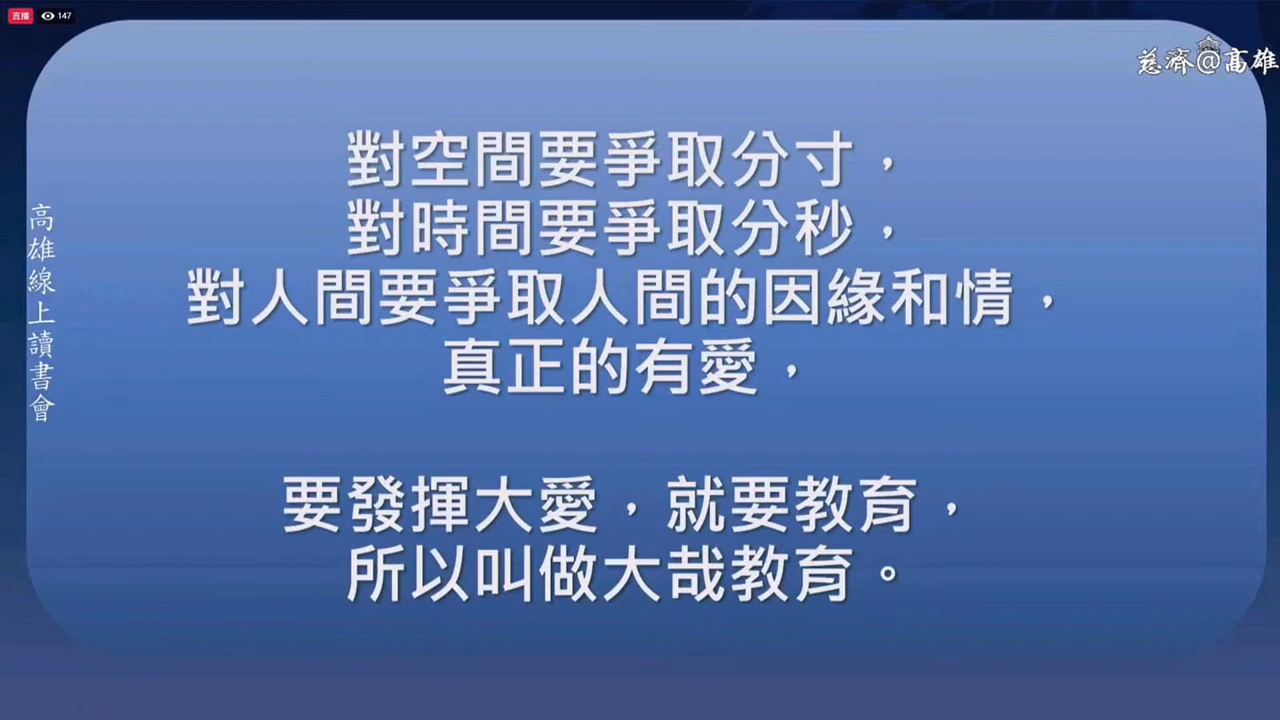 直播 147
慈濟@高雄
高雄線上讀書會
對空間要爭取分寸，
對時間要爭取分秒，
對人間要爭取人間的因緣和情，
真正的有愛，
要發揮大愛，就要教育，
所以叫做大哉教育。